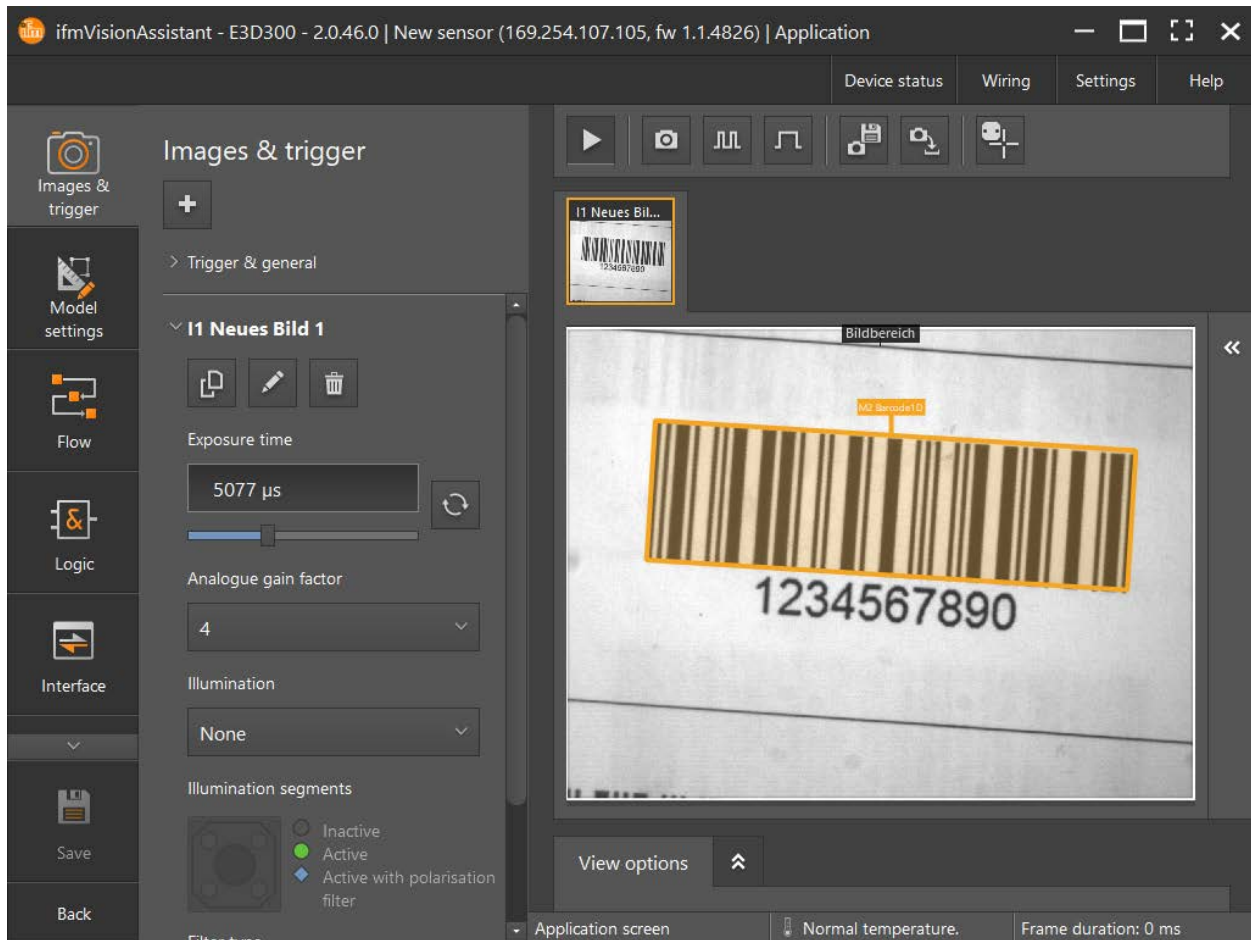 ifm
ifmVisionAssistant - E3D300 - 2.0.46.0 | New sensor (169.254.107.105, fw 1.1.4826) | Application
Device status
Wiring
Settings
Help
Images & trigger
Model settings
Flow
Logic
Interface
Save
Back
Images & trigger
Trigger & general
I1 Neues Bild 1
Exposure time
5077 µs
Analogue gain factor
4
Illumination
None
Illumination segments
Inactive
Active
Active with polarisation
filter
I1 Neues Bil...
1234567890
Bildbereich
M2 Barcode1D
1234567890
View options
Application screen
Normal temperature.
Frame duration: 0 ms